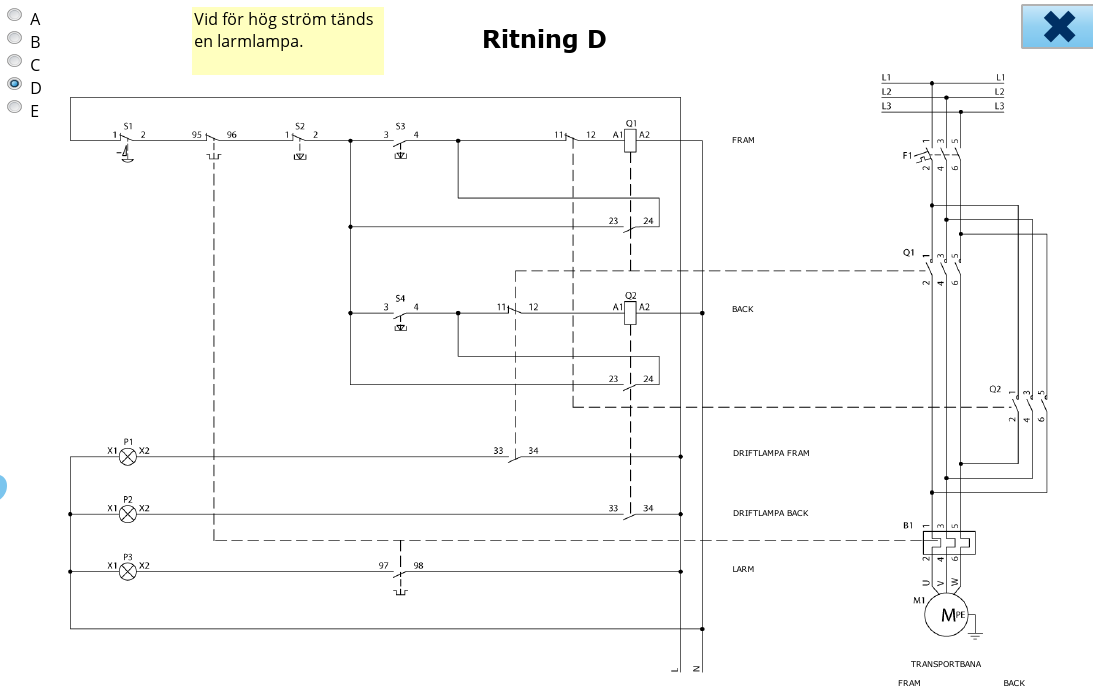 A
B
C
D
E
Vid för hög ström tänds
en larmlampa.
Ritning D
L1 L1
L2 L2
L3 L3
S1
1 2
95 96
S2
1 2
S3
3 4
11 12
Q1
A1 A2
FRAM
F1
1 3 5
2 4 6
23 24
Q1
1 3 5
2 4 6
S4
3 4
11 12
Q2
A1 A2
BACK
23 24
Q2
1 3 5
2 4 6
P1
X1 X2
33 34
DRIFTLAMPA FRAM
P2
X1 X2
33 34
DRIFTLAMPA BACK
B1
1 3 5
2 4 6
P3
X1 X2
97 98
LARM
U V W
M1
M PE
L N
TRANSPORTBANA
FRAM BACK